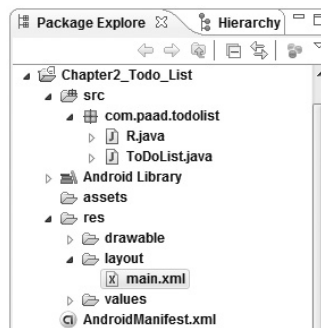 Package Explore Hierarchy
Chapter2_Todo_List
src
com.paad.todolist
R.java
ToDoList.java
Android Library
assets
res
drawable
layout
main.xml
values
AndroidManifest.xml